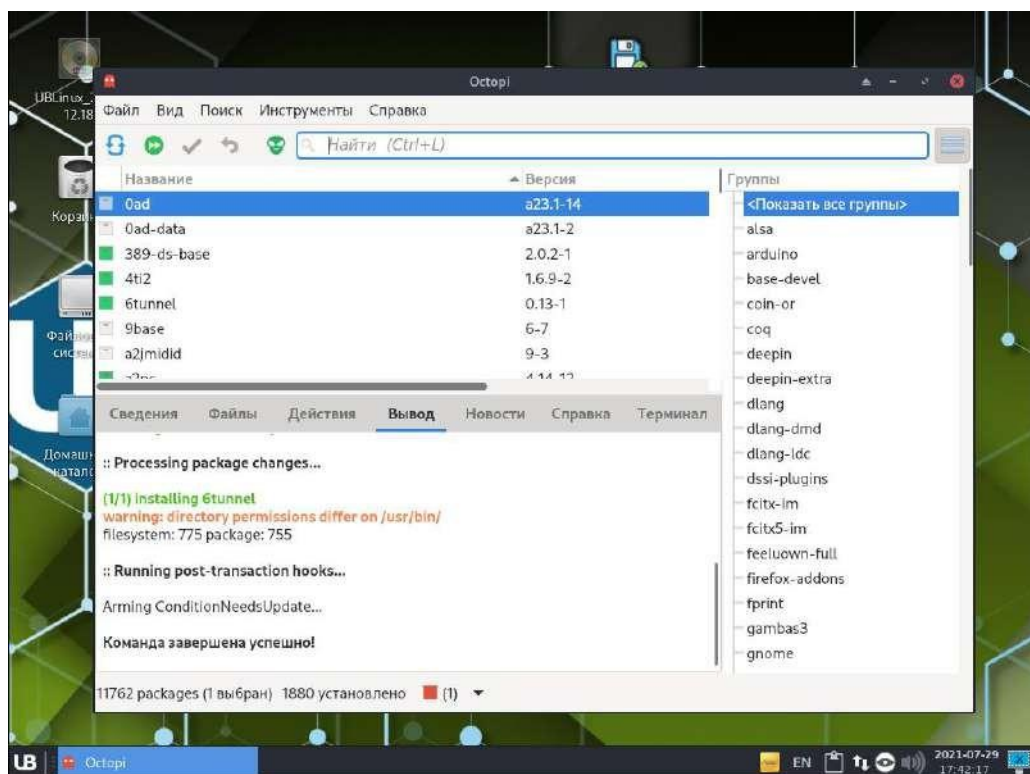 Octopi
UBLinux_
12.18
Файл Вид Поиск Инструменты Справка
Найти (Ctrl+L)
Название Версия Группы
0ad a23.1-14 <Показать все группы>
0ad-data a23.1-2 alsa
389-ds-base 2.0.2-1 arduino
4ti2 1.6.9-2 base-devel
6tunnel 0.13-1 coin-or
9base 6-7 coq
a2jmidid 9-3 deepin
deepin-extra
Сведения Файлы Действия Вывод Новости Справка Терминал
dlang
dlang-dmd
dlang-ldc
dssi-plugins
fcitx-im
fcitx5-im
feeluown-full
firefox-addons
fprint
gambas3
gnome
:: Processing package changes...
(1/1) installing 6tunnel
warning: directory permissions differ on /usr/bin/
filesystem: 775 package: 755
:: Running post-transaction hooks...
Arming ConditionNeedsUpdate...
Команда завершена успешно!
11762 packages (1 выбран) 1880 установлено (1)
UB Octopi EN 2021-07-29
17:42:17